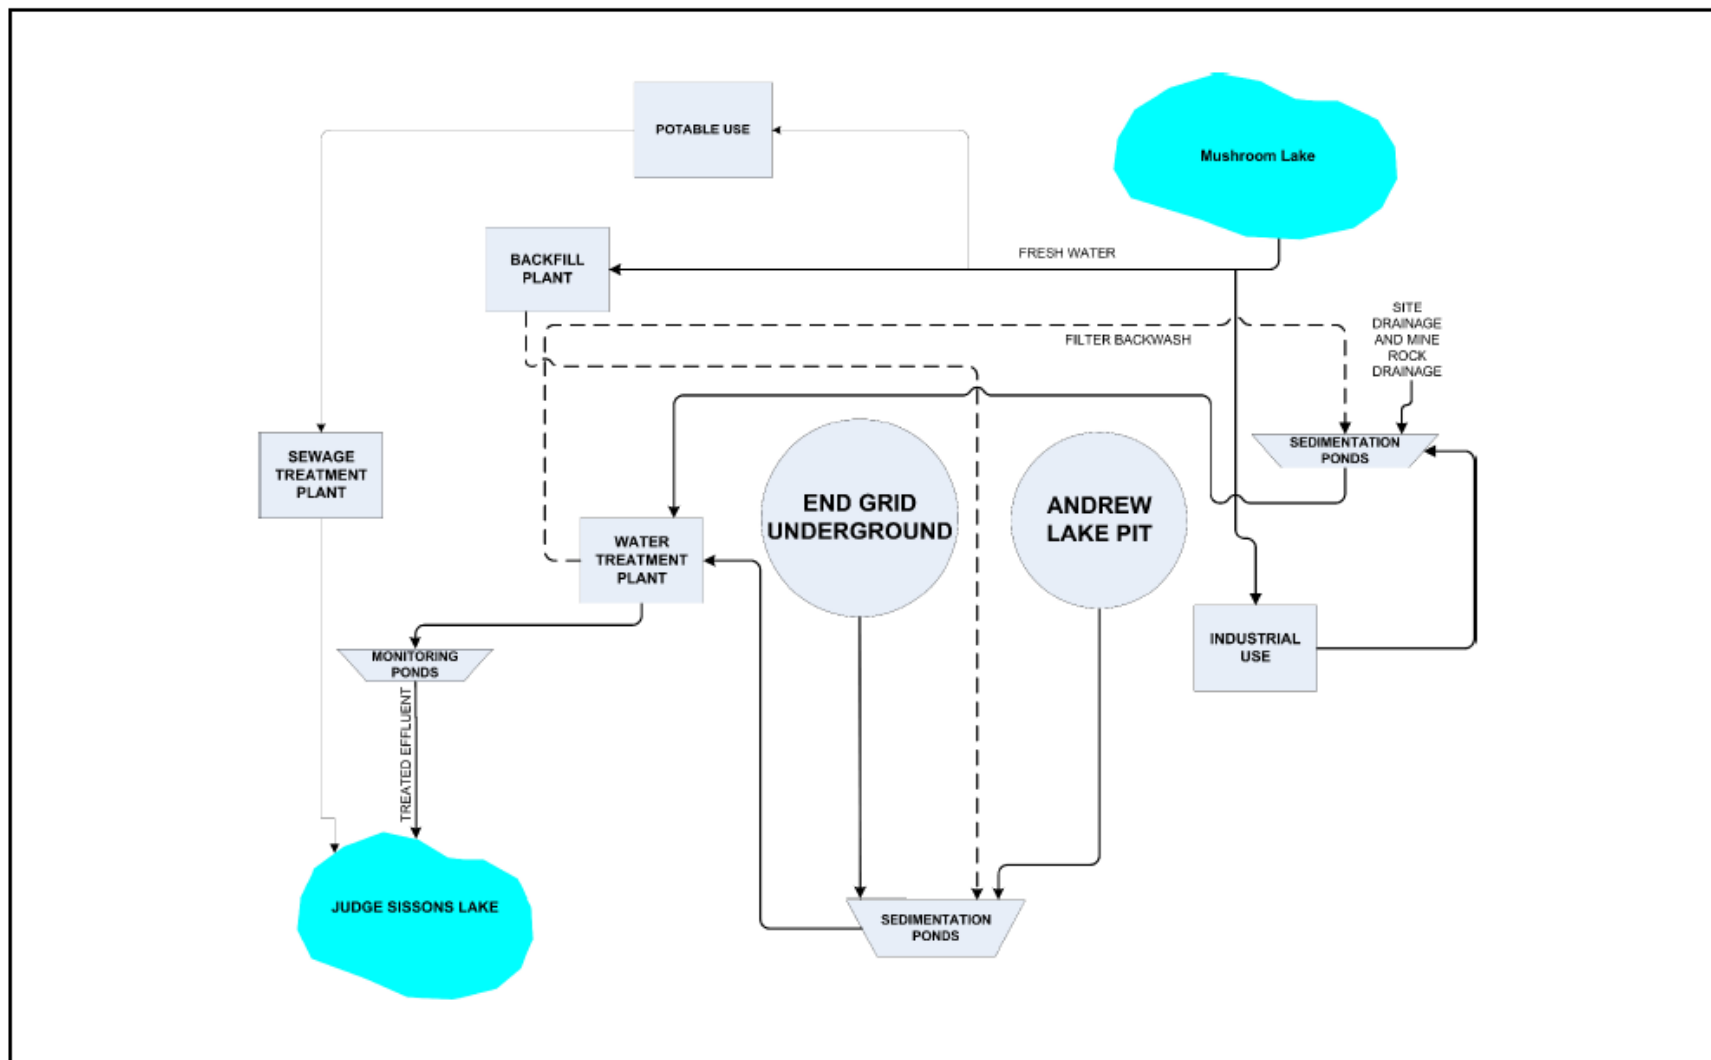 POTABLE USE
Mushroom Lake
BACKFILL
PLANT
FRESH WATER
SITE
DRAINAGE
AND MINE
ROCK
DRAINAGE
FILTER BACKWASH
SEDIMENTATION
PONDS
SEWAGE
TREATMENT
PLANT
END GRID
UNDERGROUND
ANDREW
LAKE PIT
WATER
TREATMENT
PLANT
INDUSTRIAL
USE
MONITORING
PONDS
TREATED EFFLUENT
JUDGE SISSONS LAKE
SEDIMENTATION
PONDS